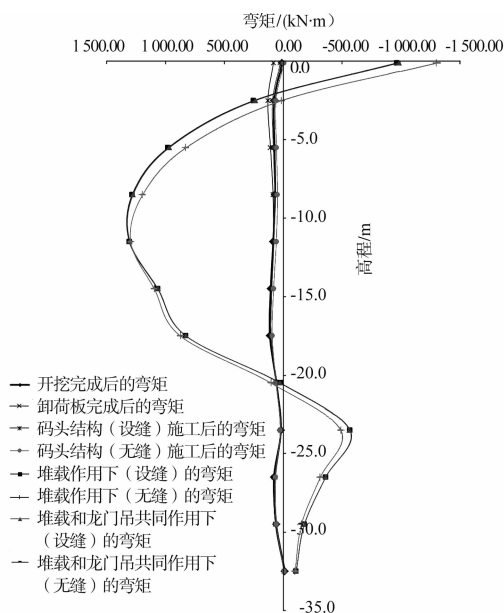 弯矩/(kN·m)
1 500.00 1 000.00 500.00 0.00 -500.00 -1 000.00 -1 500.00
0.0
-5.0
-10.0
高程/m
-15.0
-20.0
-25.0
-30.0
-35.0
开挖完成后的弯矩
卸荷板完成后的弯矩
码头结构（设缝）施工后的弯矩
码头结构（无缝）施工后的弯矩
堆载作用下（设缝）的弯矩
堆载作用下（无缝）的弯矩
堆载和龙门吊共同作用下
（设缝）的弯矩
堆载和龙门吊共同作用下
（无缝）的弯矩